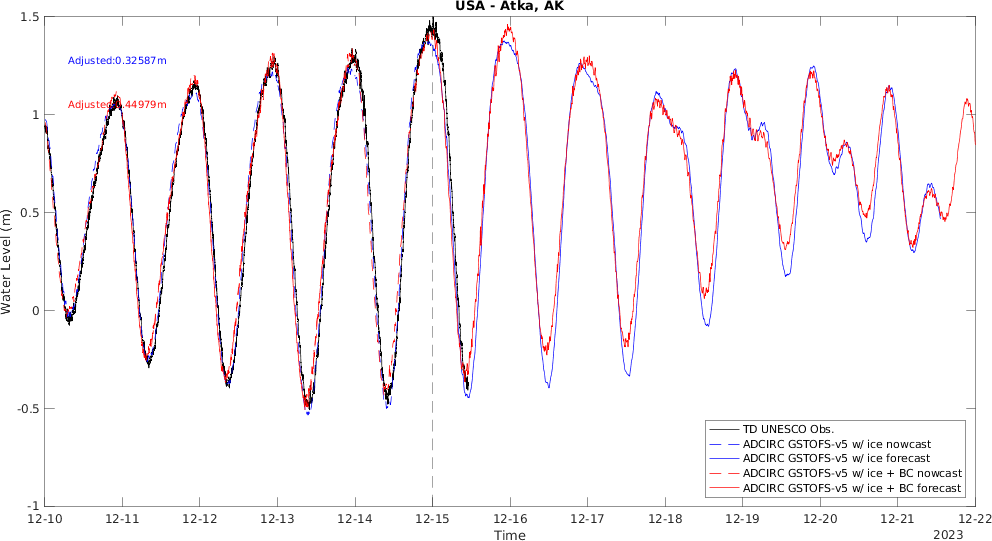 USA - Atka, AK
1.5
1
0.5
0
-0.5
-1
Water Level (m)
Adjusted:0.32587m
Adjusted: 44979m
TD UNESCO Obs.
ADCIRC GSTOFS-v5 w/ ice nowcast
ADCIRC GSTOFS-v5 w/ ice forecast
ADCIRC GSTOFS-v5 w/ ice + BC nowcast
ADCIRC GSTOFS-v5 w/ ice + BC forecast
12-10 12-11 12-12 12-13 12-14 12-15 12-16 12-17 12-18 12-19 12-20 12-21 12-22
Time
2023